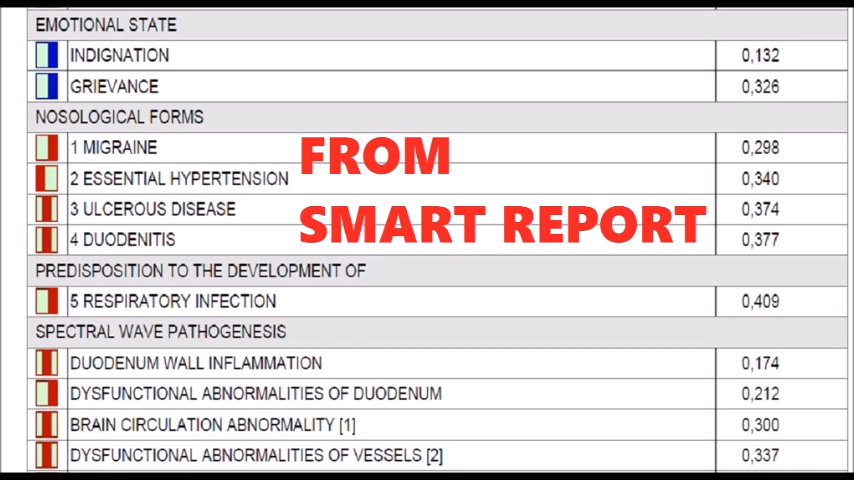 EMOTIONAL STATE
INDIGNATION 0,132
GRIEVANCE 0,326
NOSOLOGICAL FORMS
1 MIGRAINE 0,298
2 ESSENTIAL HYPERTENSION 0,340
3 ULCEROUS DISEASE 0,374
4 DUODENITIS 0,377
FROM
SMART REPORT
PREDISPOSITION TO THE DEVELOPMENT OF
5 RESPIRATORY INFECTION 0,409
SPECTRAL WAVE PATHOGENESIS
DUODENUM WALL INFLAMMATION 0,174
DYSFUNCTIONAL ABNORMALITIES OF DUODENUM 0,212
BRAIN CIRCULATION ABNORMALITY [1] 0,300
DYSFUNCTIONAL ABNORMALITIES OF VESSELS [2] 0,337